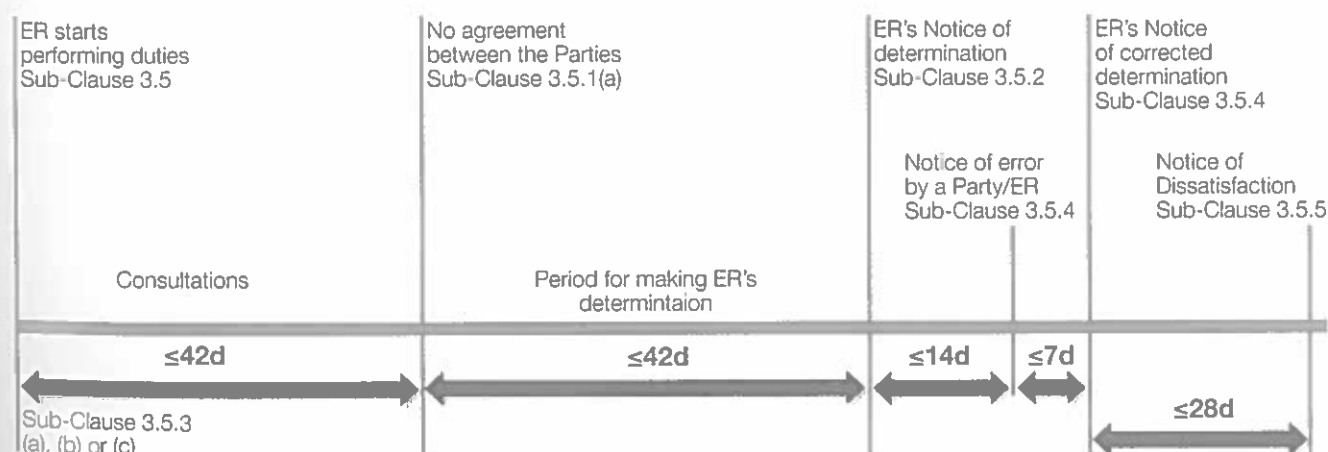 ER starts
performing duties
Sub-Clause 3.5
No agreement
between the Parties
Sub-Clause 3.5.1(a)
ER's Notice of
determination
Sub-Clause 3.5.2
ER's Notice
of corrected
determination
Sub-Clause 3.5.4
Notice of error
by a Party/ER
Sub-Clause 3.5.4
Notice of
Dissatisfaction
Sub-Clause 3.5.5
Consultations
Period for making ER's
determintaion
≤42d
≤42d
≤14d
≤7d
≤28d
Sub-Clause 3.5.3
(a), (b) or (c)